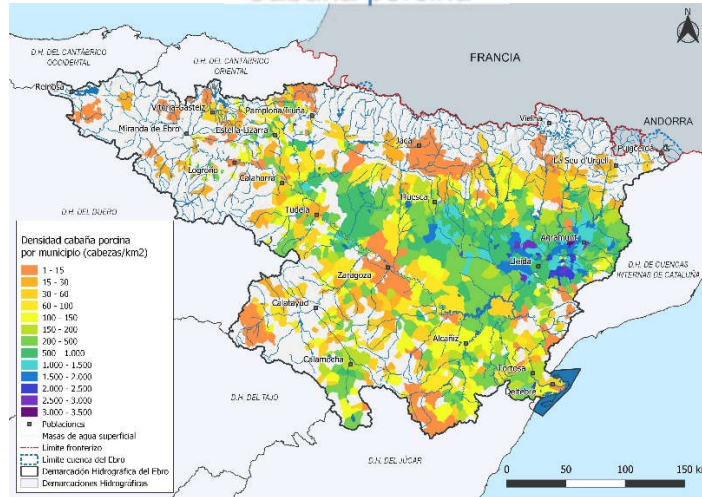 cabaña porcina
D.H. DEL CANTÁBRICO
OCCIDENTAL
D.H. DEL CANTÁBRICO
ORIENTAL
FRANCIA
N
ANDORRA
Reinosa
Vitoria-Gasteiz
Pamplona/Iruña
Vielha
Miranda de Ebro
Estella-Lizarra
Jaca
Puigcerdà
La Seu d'Urgell
Logroño
Calahorra
Huesca
D.H. DEL DUERO
Tudela
Agramunt
Lleida
D.H. DE CUENCAS
INTERNAS DE CATALUÑA
Zaragoza
Calatayud
Alcañiz
Calamocha
Tortosa
Deltebre
D.H. DEL TAJO
D.H. DEL JÚCAR
Densidad cabaña porcina
por municipio (cabezas/km2)
1 - 15
15 - 30
30 - 60
60 - 100
100 - 150
150 - 200
200 - 500
500 - 1.000
1.000 - 1.500
1.500 - 2.000
2.000 - 2.500
2.500 - 3.000
3.000 - 3.500
Poblaciones
Masas de agua superficial
Límite fronterizo
Límite cuenca del Ebro
Demarcación Hidrográfica del Ebro
Demarcaciones Hidrográficas
0 50 100 150 km